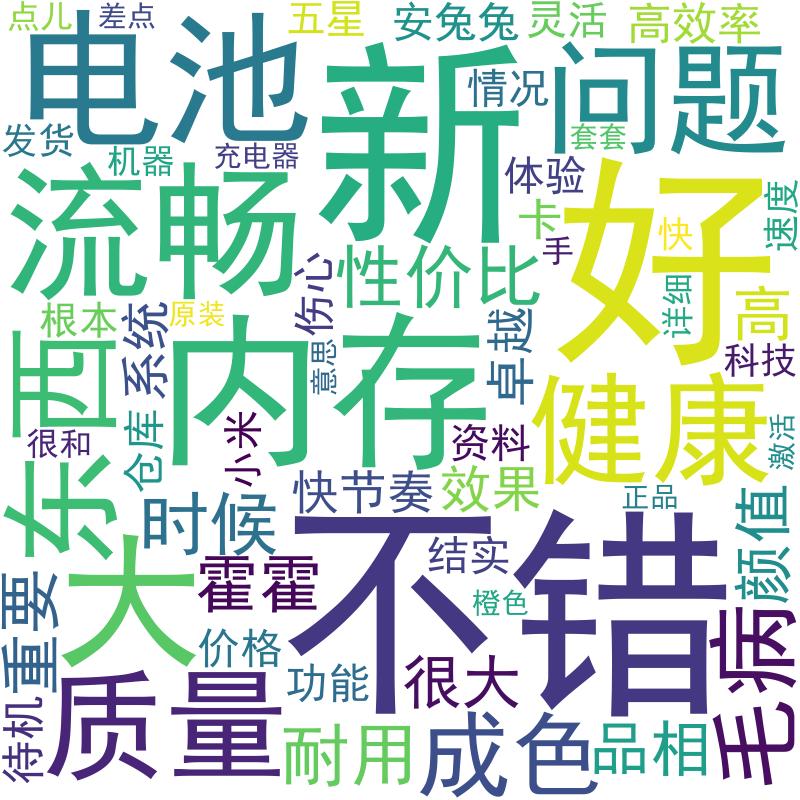 点儿
差点
五星
安兔兔
灵活
高效率
电池
新
情况
问题
发货
机器
充电器
套套
体验
流畅
好
速度
卡
快
手
性价比
伤心
详细
高
根本
原装
系统
意思
卓越
科技
东西
内存
健康
很和
仓库
小米
资料
激活
快节奏
效果
正品
颜值
时候
不错
大
霍霍
结实
橙色
重要
价格
功能
很大
毛病
待机
质量
耐用
成色
品相